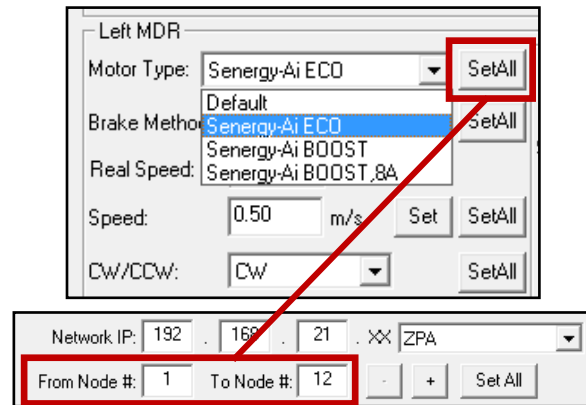 Left MDR
Motor Type: Senergy-Ai ECO SetAll
Default
Brake Metho Senergy-Ai ECO SetAll
Senergy-Ai BOOST
Real Speed: Senergy-Ai BOOST,8A
Speed: 0.50 m/s Set SetAll
CW/CCW: CW SetAll
Network IP: 192 . 168 . 21 . XX ZPA
From Node #: 1 To Node #: 12 - + Set All